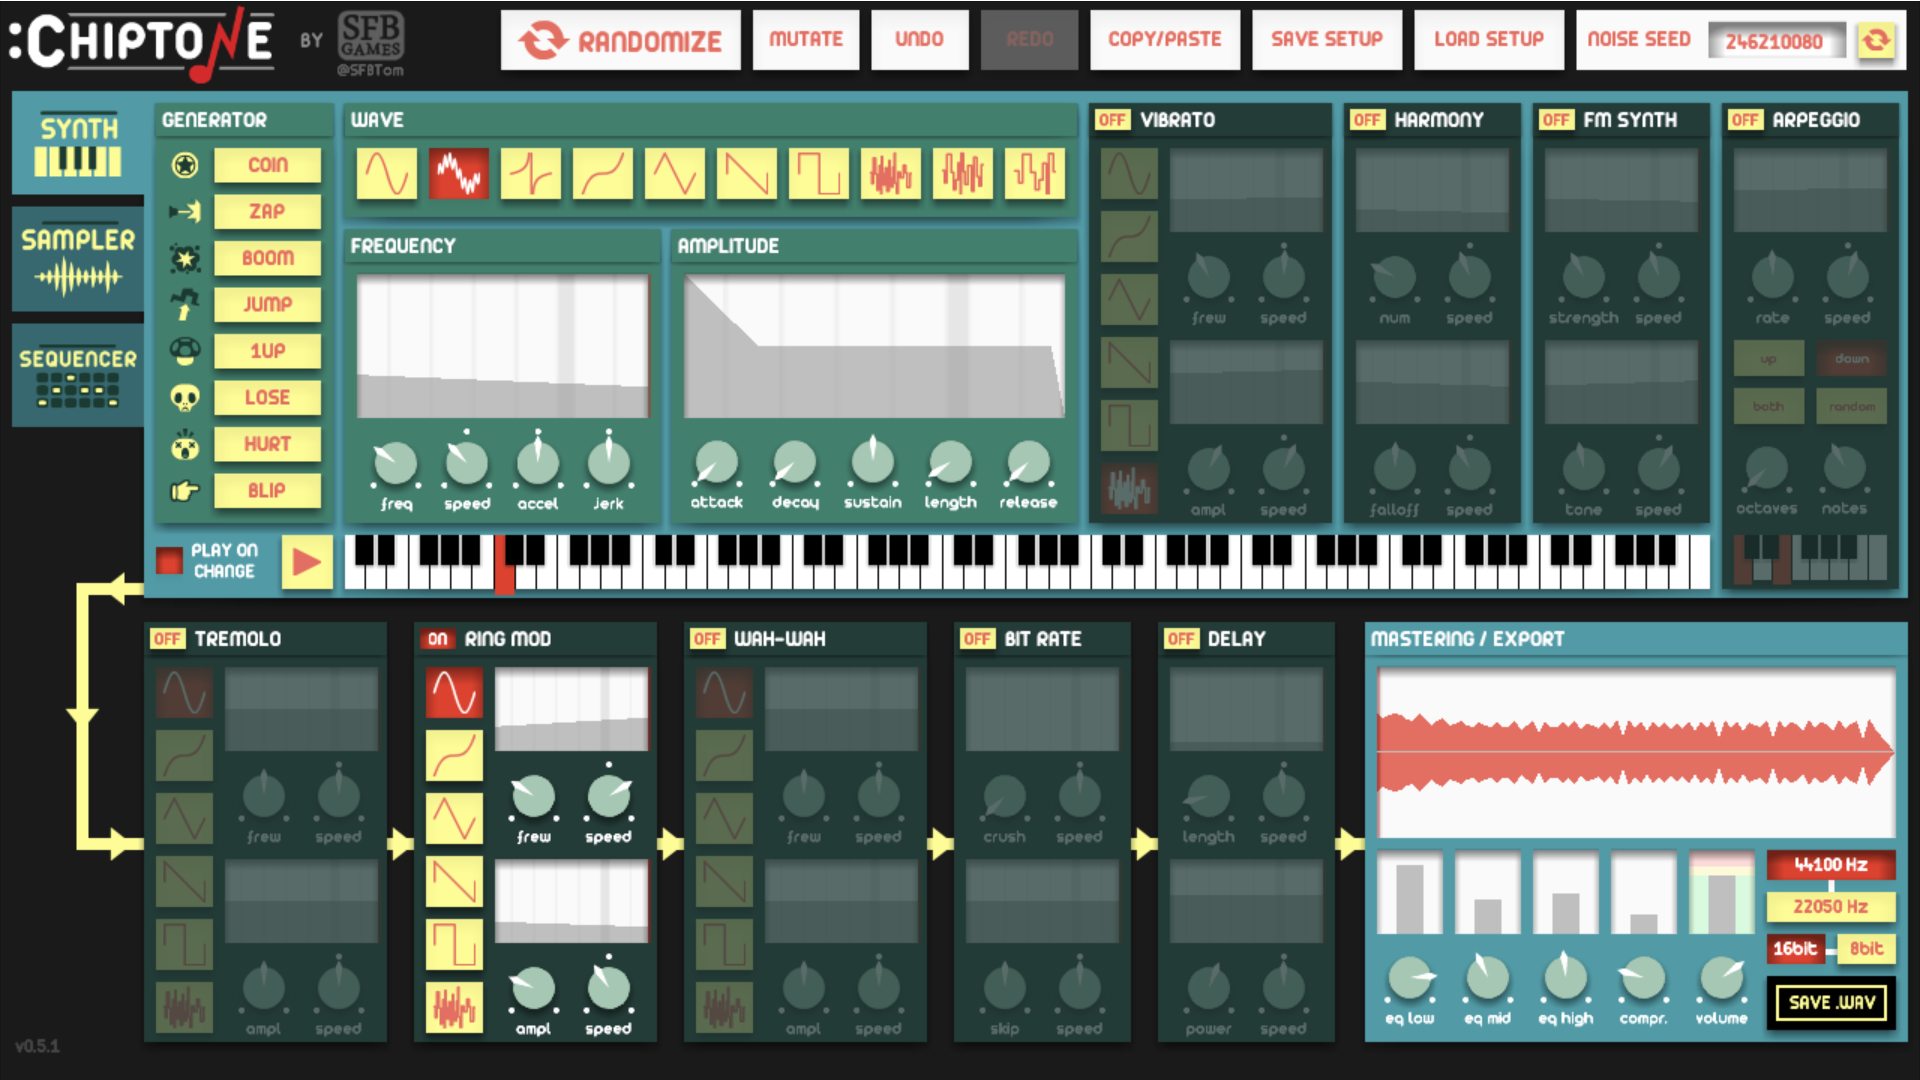 :CHIPTONE BY SFB GAMES @SFBTom
RANDOMIZE MUTATE UNDO REDO COPY/PASTE SAVE SETUP LOAD SETUP NOISE SEED 246210080
SYNTH
SAMPLER
SEQUENCER
GENERATOR
COIN
ZAP
BOOM
JUMP
1UP
LOSE
HURT
BLIP
WAVE
FREQUENCY
freq speed accel jerk
AMPLITUDE
attack decay sustain length release
OFF VIBRATO
frew speed
ampl speed
OFF HARMONY
num speed
falloff speed
OFF FM SYNTH
strength speed
tone speed
OFF ARPEGGIO
rate speed
up down
both random
octaves notes
PLAY ON
CHANGE
OFF TREMOLO
frew speed
ampl speed
ON RING MOD
frew speed
ampl speed
OFF WAH-WAH
frew speed
ampl speed
OFF BIT RATE
crush speed
skip speed
OFF DELAY
length speed
power speed
MASTERING / EXPORT
44100 Hz
22050 Hz
16bit 8bit
eq low eq mid eq high compr. volume
SAVE .WAV
v0.5.1